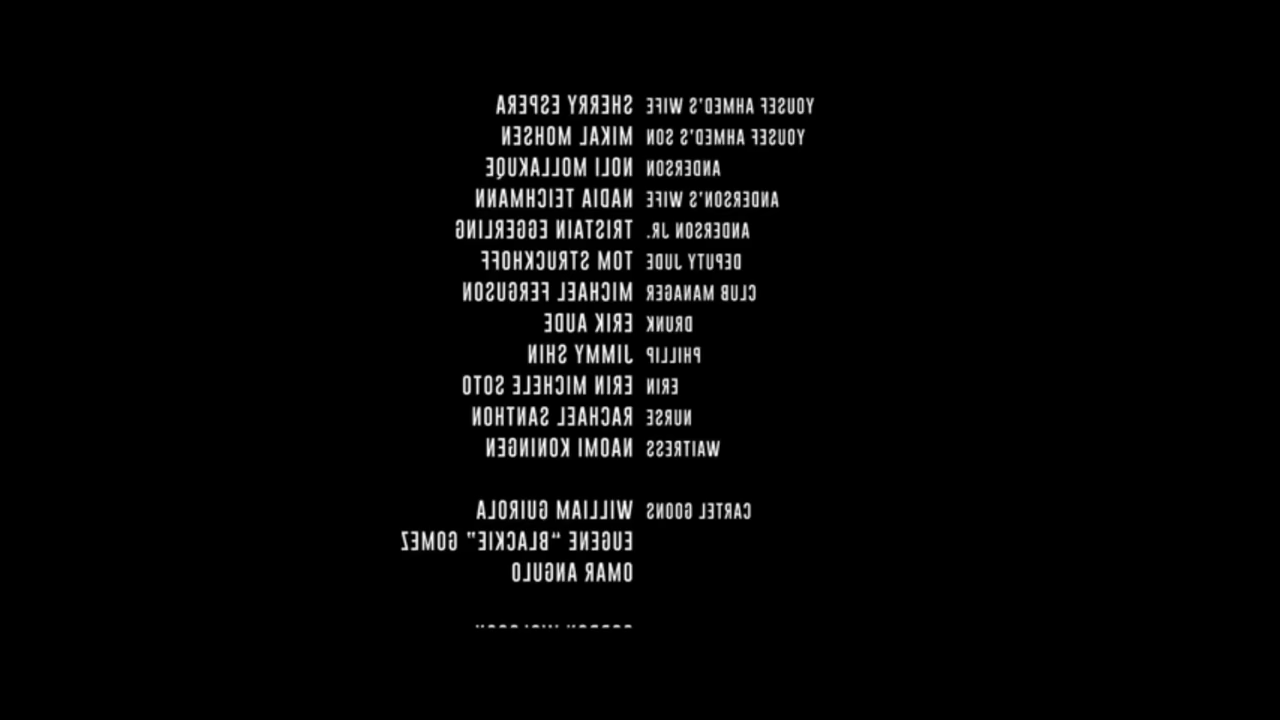 YOUSEF AHMED'S WIFE SHERRY ESPERA
YOUSEF AHMED'S SON MIKAL MOHSEN
ANDERSON NOLI MOLLAKUQE
ANDERSON'S WIFE NADIA TEICHMANN
ANDERSON JR. TRISTAIN EGGERLING
DEPUTY JUDE TOM STRUCKHOFF
CLUB MANAGER MICHAEL FERGUSON
DRUNK ERIK AUDE
PHILLIP JIMMY SHIN
ERIN ERIN MICHELE SOTO
NURSE RACHAEL SANTHON
WAITRESS NAOMI KONINGEN
CARTEL GOONS WILLIAM GUIROLA
EUGENE "BLACKIE" GOMEZ
OMAR ANGULO